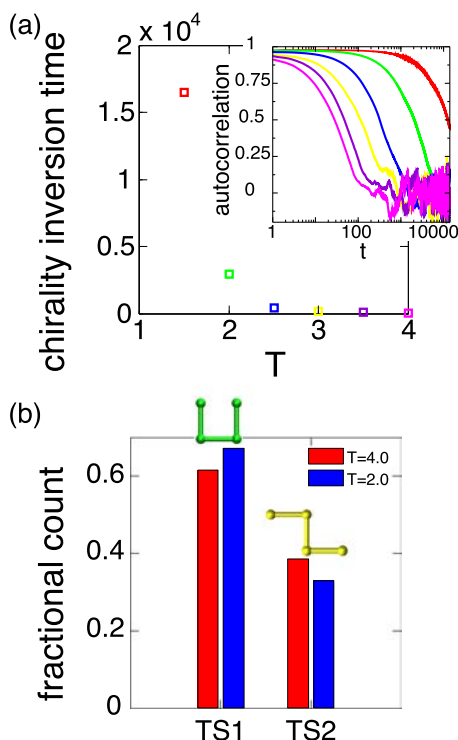 (a)
2 x 10^4
1.5
1
0.5
0
1 2 3 4
chirality inversion time
T
1
0.75
0.5
0.25
0
1 100 10000
autocorrelation
t
(b)
0.6
0.4
0.2
0
fractional count
T=4.0
T=2.0
TS1 TS2